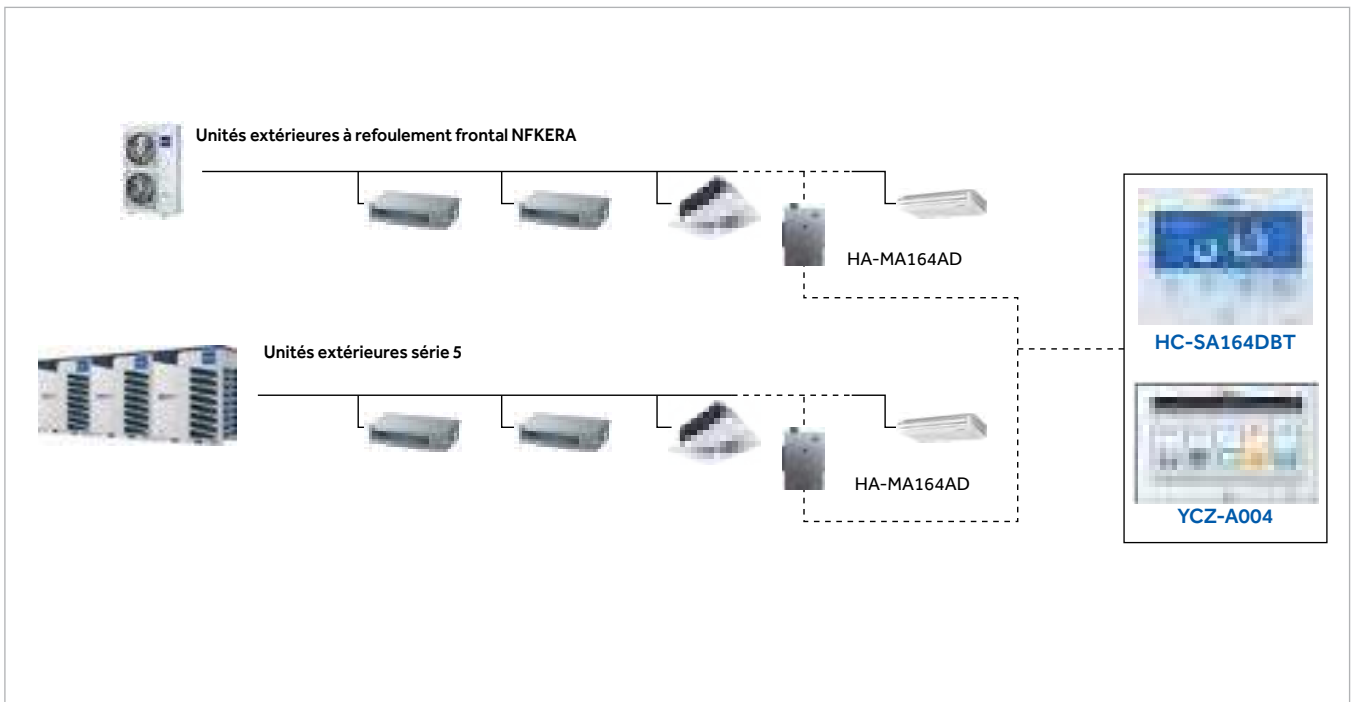 Unités extérieures à refoulement frontal NFKERA
HA-MA164AD
HC-SA164DBT
Unités extérieures série 5
HA-MA164AD
YCZ-A004